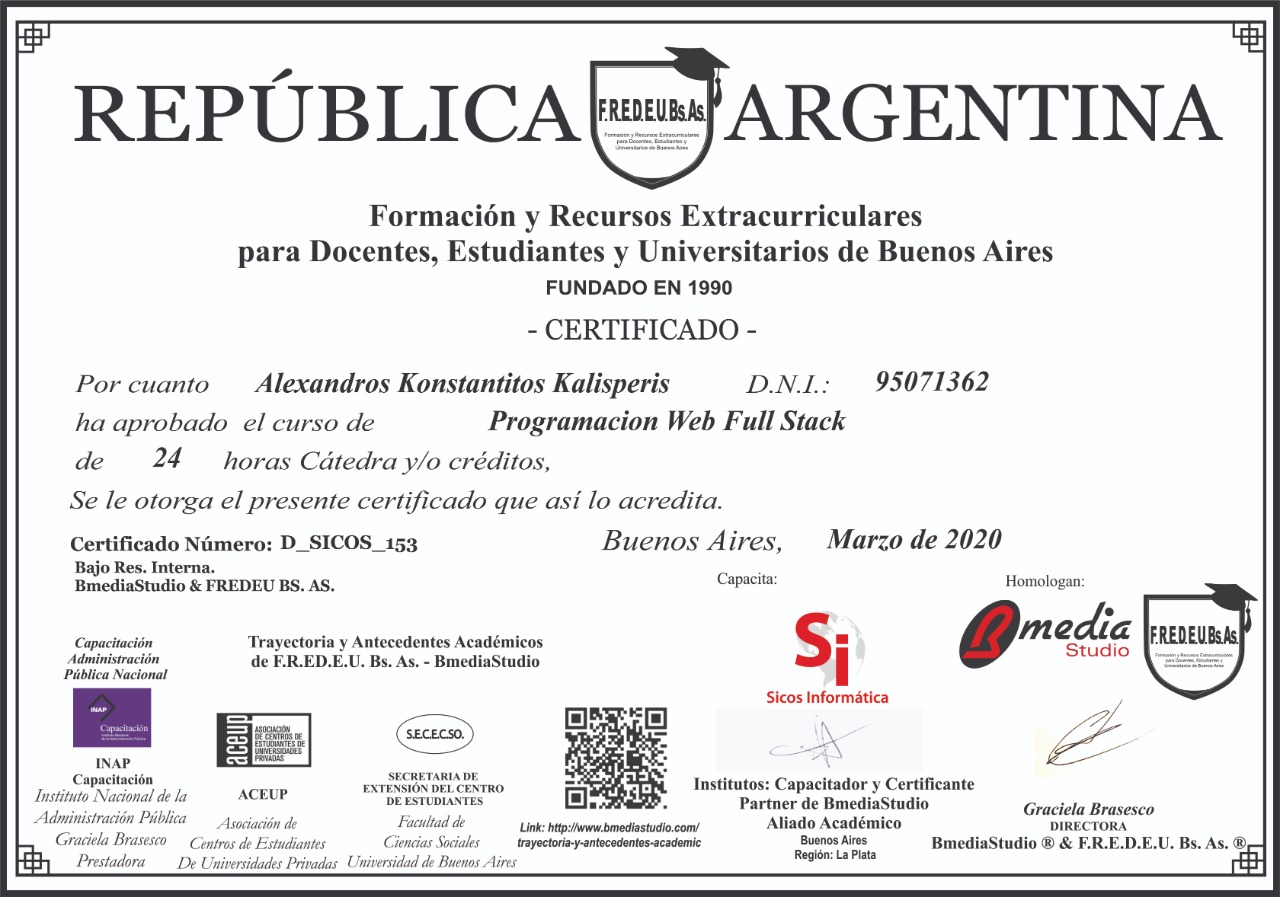 REPÚBLICA ARGENTINA
F.R.E.D.E.U.Bs.As.
Formación y Recursos Extracurriculares
para Docentes, Estudiantes y
Universitarios de Buenos Aires
Formación y Recursos Extracurriculares
para Docentes, Estudiantes y Universitarios de Buenos Aires
FUNDADO EN 1990
- CERTIFICADO -
Por cuanto Alexandros Konstantitos Kalisperis D.N.I.: 95071362
ha aprobado el curso de Programacion Web Full Stack
de 24 horas Cátedra y/o créditos,
Se le otorga el presente certificado que así lo acredita.
Certificado Número: D_SICOS_153
Buenos Aires, Marzo de 2020
Bajo Res. Interna.
BmediaStudio & FREDEU BS. AS.
Capacita:
Homologan:
Capacitación
Administración
Pública Nacional
INAP
Capacitación
INAP
Capacitación
Instituto Nacional de la
Administración Pública
Graciela Brasesco
Prestadora
Trayectoria y Antecedentes Académicos
de F.R.ED.E.U. Bs. As. - BmediaStudio
aceup
ASOCIACIÓN
DE CENTROS DE
ESTUDIANTES DE
UNIVERSIDADES
PRIVADAS
ACEUP
Asociación de
Centros de Estudiantes
De Universidades Privadas
S.E.C.E.C.SO.
SECRETARIA DE
EXTENSIÓN DEL CENTRO
DE ESTUDIANTES
Facultad de
Ciencias Sociales
Universidad de Buenos Aires
Link: http://www.bmediastudio.com/
trayectoria-y-antecedentes-academic
Si
Sicos Informática
Institutos: Capacitador y Certificante
Partner de BmediaStudio
Aliado Académico
Buenos Aires
Región: La Plata
Bmedia
Studio
F.R.E.D.E.U.Bs.As.
Formación y Recursos Extracurriculares
para Docentes, Estudiantes y
Universitarios de Buenos Aires
Graciela Brasesco
DIRECTORA
BmediaStudio ® & F.R.E.D.E.U. Bs. As. ®